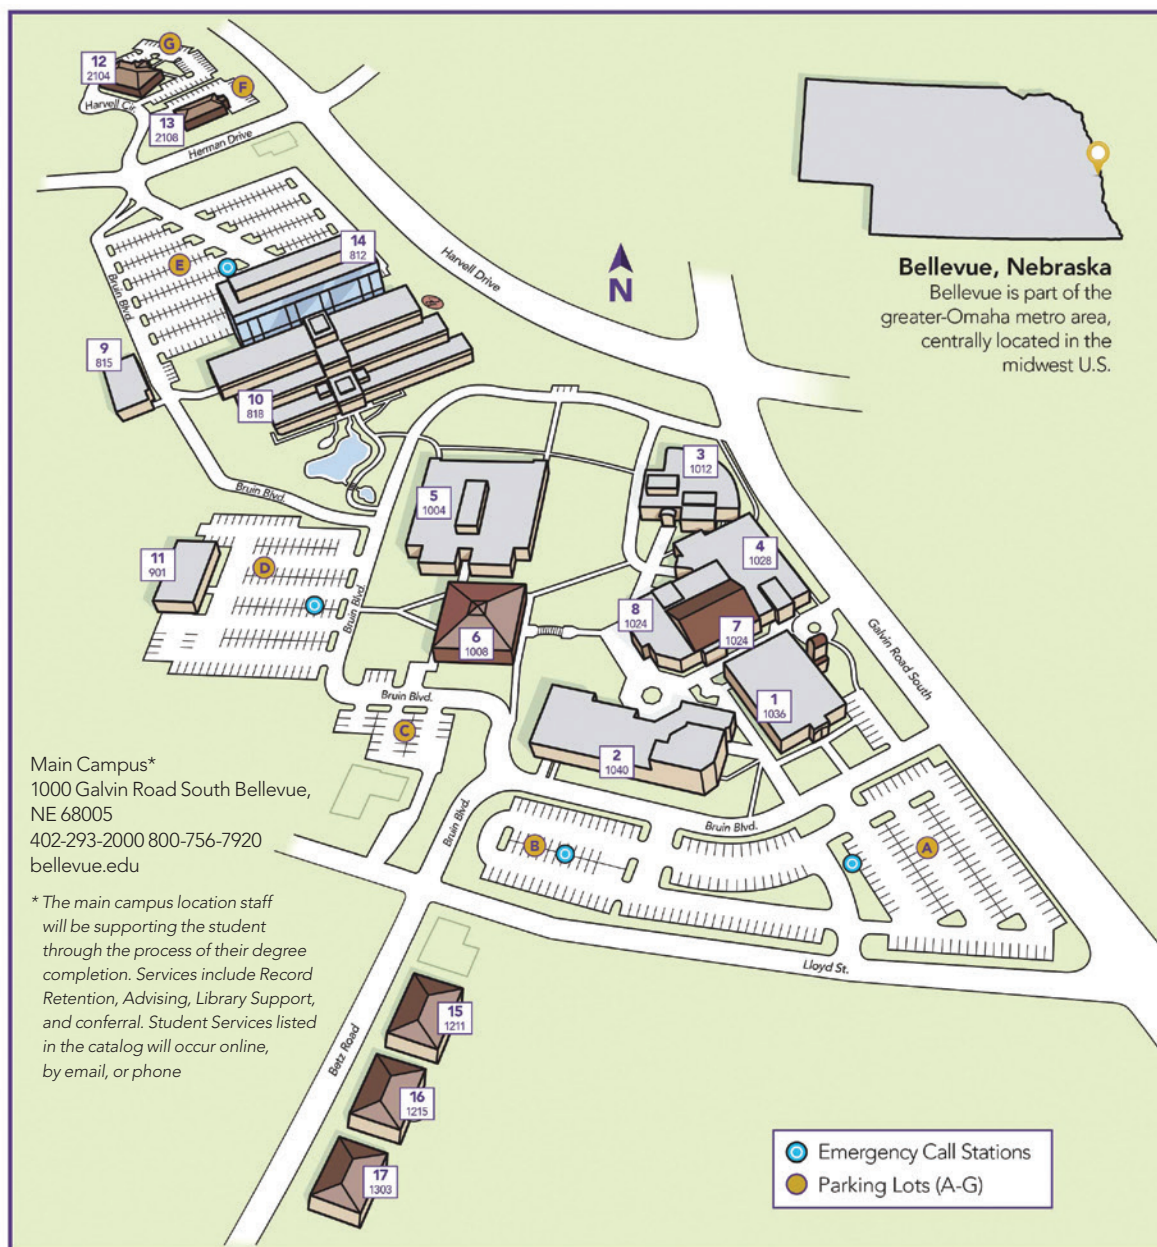 G
12
2104
F
Harvell Cir.
13
2108
Herman Drive
14
812
E
Harvell Drive
Bruin Blvd.
9
815
10
818
N
Bellevue, Nebraska
Bellevue is part of the
greater-Omaha metro area,
centrally located in the
midwest U.S.
3
1012
5
1004
Bruin Blvd.
4
1028
11
901
D
Bruin Blvd.
8
1024
7
1024
6
1008
Galvin Road South
Bruin Blvd.
1
1036
C
2
1040
Main Campus*
1000 Galvin Road South Bellevue,
NE 68005
402-293-2000 800-756-7920
bellevue.edu
* The main campus location staff
will be supporting the student
through the process of their degree
completion. Services include Record
Retention, Advising, Library Support,
and conferral. Student Services listed
in the catalog will occur online,
by email, or phone
Bruin Blvd.
Bruin Blvd.
B
A
Lloyd St.
15
1211
Betz Road
16
1215
17
1303
Emergency Call Stations
Parking Lots (A-G)